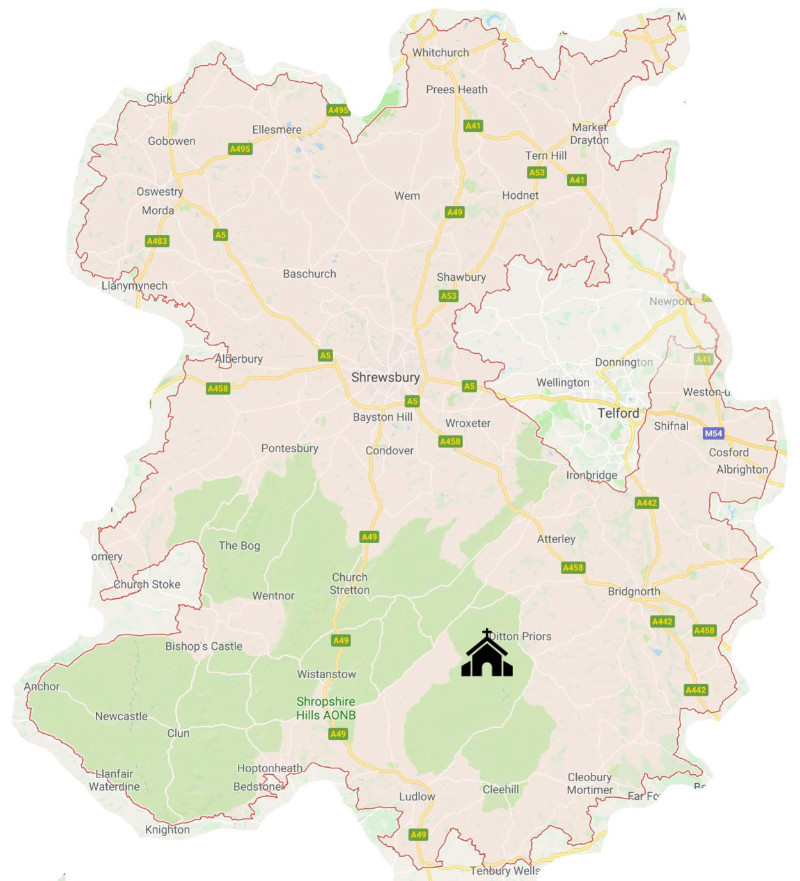 M
Whitchurch
Prees Heath
Chirk
A495
Ellesmere
A41
Market
Drayton
Gobowen
A495
Tern Hill
A53
A41
Oswestry
Wem
Hodnet
Morda
A49
A483
A5
Baschurch
Shawbury
Llanymynech
A53
Newport
Alberbury
A5
Donnington
A41
A458
Shrewsbury
A5
Wellington
Weston-u
A5
Bayston Hill
Wroxeter
Telford
Shifnal
M54
A458
Pontesbury
Condover
Cosford
Albrighton
Ironbridge
A442
The Bog
A49
Atterley
omery
Church Stoke
Church
Stretton
A458
Wentnor
Bridgnorth
A442
A458
Bishop's Castle
A49
Ditton Priors
Wistanstow
Anchor
A442
Shropshire
Hills AONB
Newcastle
Clun
A49
Llanfair
Waterdine
Hoptonheath
Bedstone
Cleobury
Mortimer
Ludlow
Cleehill
Far Fo
Knighton
A49
Tenbury Wells